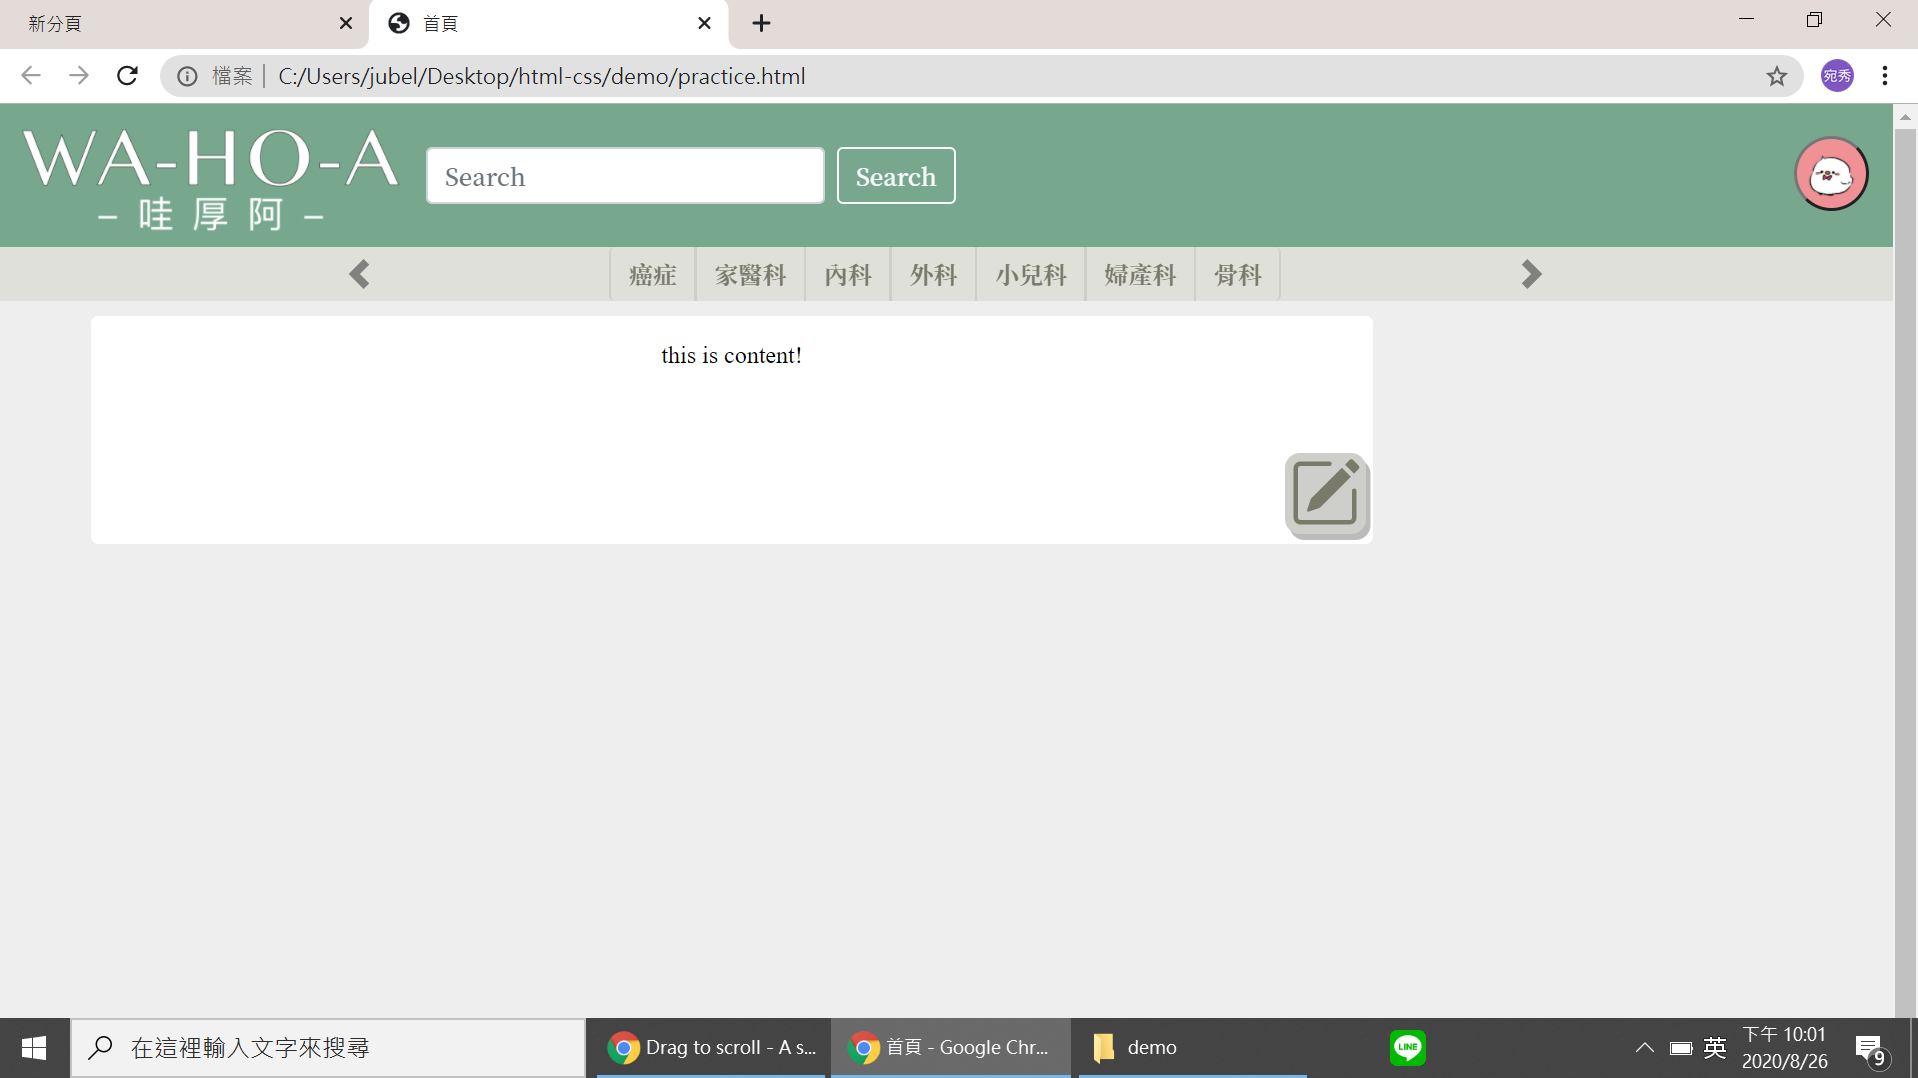 新分頁
首頁
檔案 C:/Users/jubel/Desktop/html-css/demo/practice.html
宛秀
WA-HO-A
– 哇厚阿 –
Search
Search
癌症 家醫科 內科 外科 小兒科 婦產科 骨科
this is content!
在這裡輸入文字來搜尋
Drag to scroll - A s...
首頁 - Google Chr...
demo
LINE
英
下午 10:01
2020/8/26
9